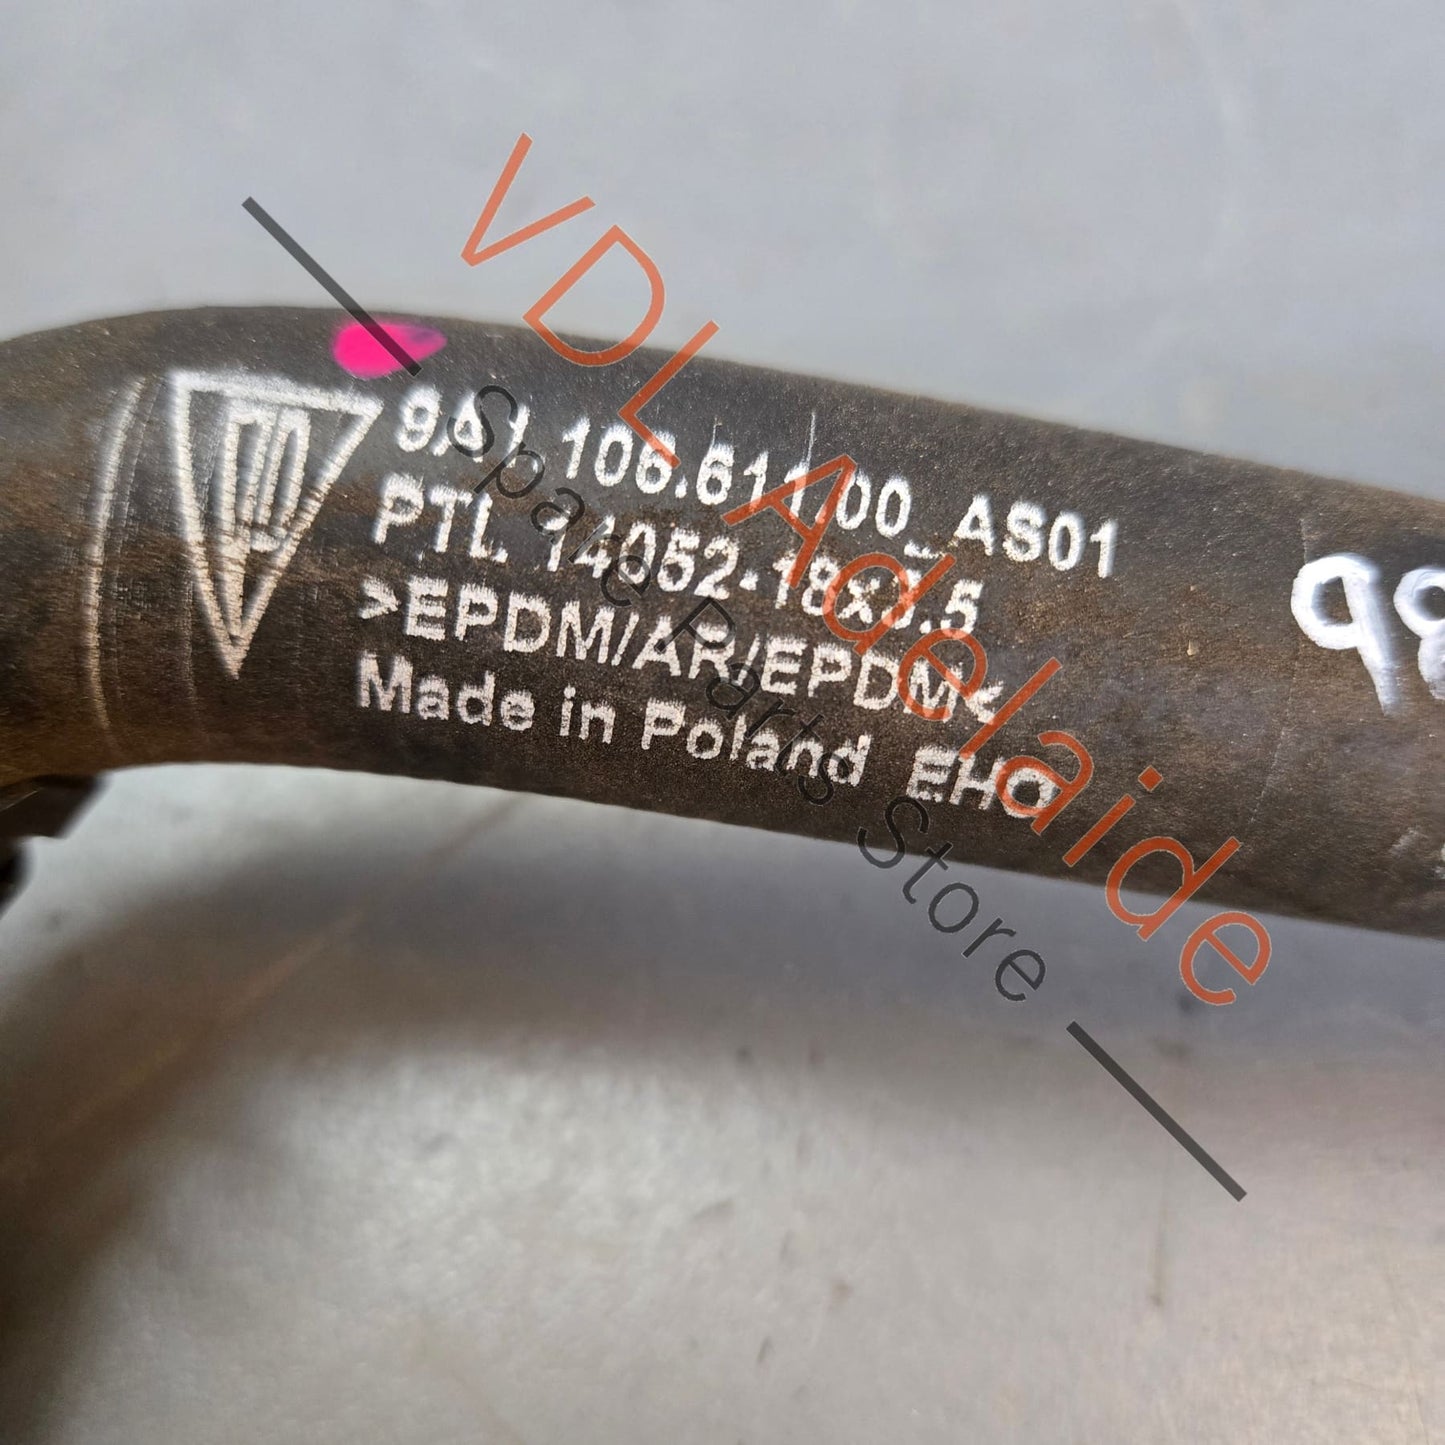 9A1.106.611.00_AS01
PTL 14052-18x3.5
>EPDM/AR/EPDM<
Made in Poland EHO
98
VDL Adelaide
Spare Parts Store